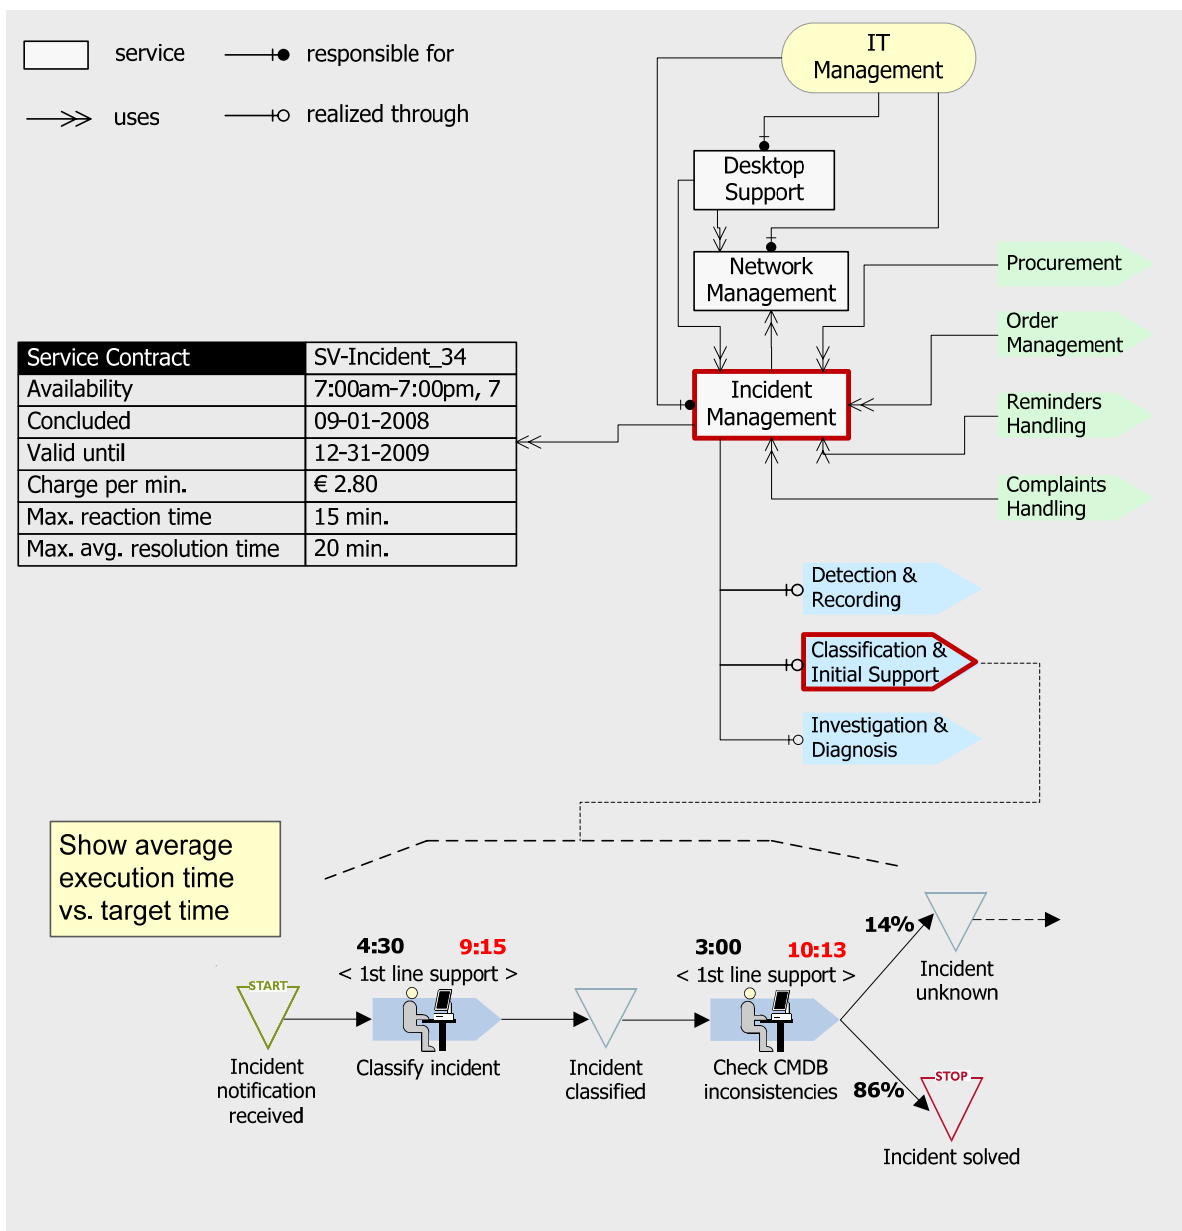 service
responsible for
uses
realized through
IT
Management
Desktop
Support
Network
Management
Procurement
Order
Management
Incident
Management
Reminders
Handling
Complaints
Handling
Service Contract SV-Incident_34
Availability 7:00am-7:00pm, 7
Concluded 09-01-2008
Valid until 12-31-2009
Charge per min. € 2.80
Max. reaction time 15 min.
Max. avg. resolution time 20 min.
Detection &
Recording
Classification &
Initial Support
Investigation &
Diagnosis
Show average
execution time
vs. target time
4:30 9:15
< 1st line support >
3:00 10:13
< 1st line support >
14%
START
Incident
notification
received
Classify incident
Incident
classified
Check CMDB
inconsistencies
Incident
unknown
86%
STOP
Incident solved